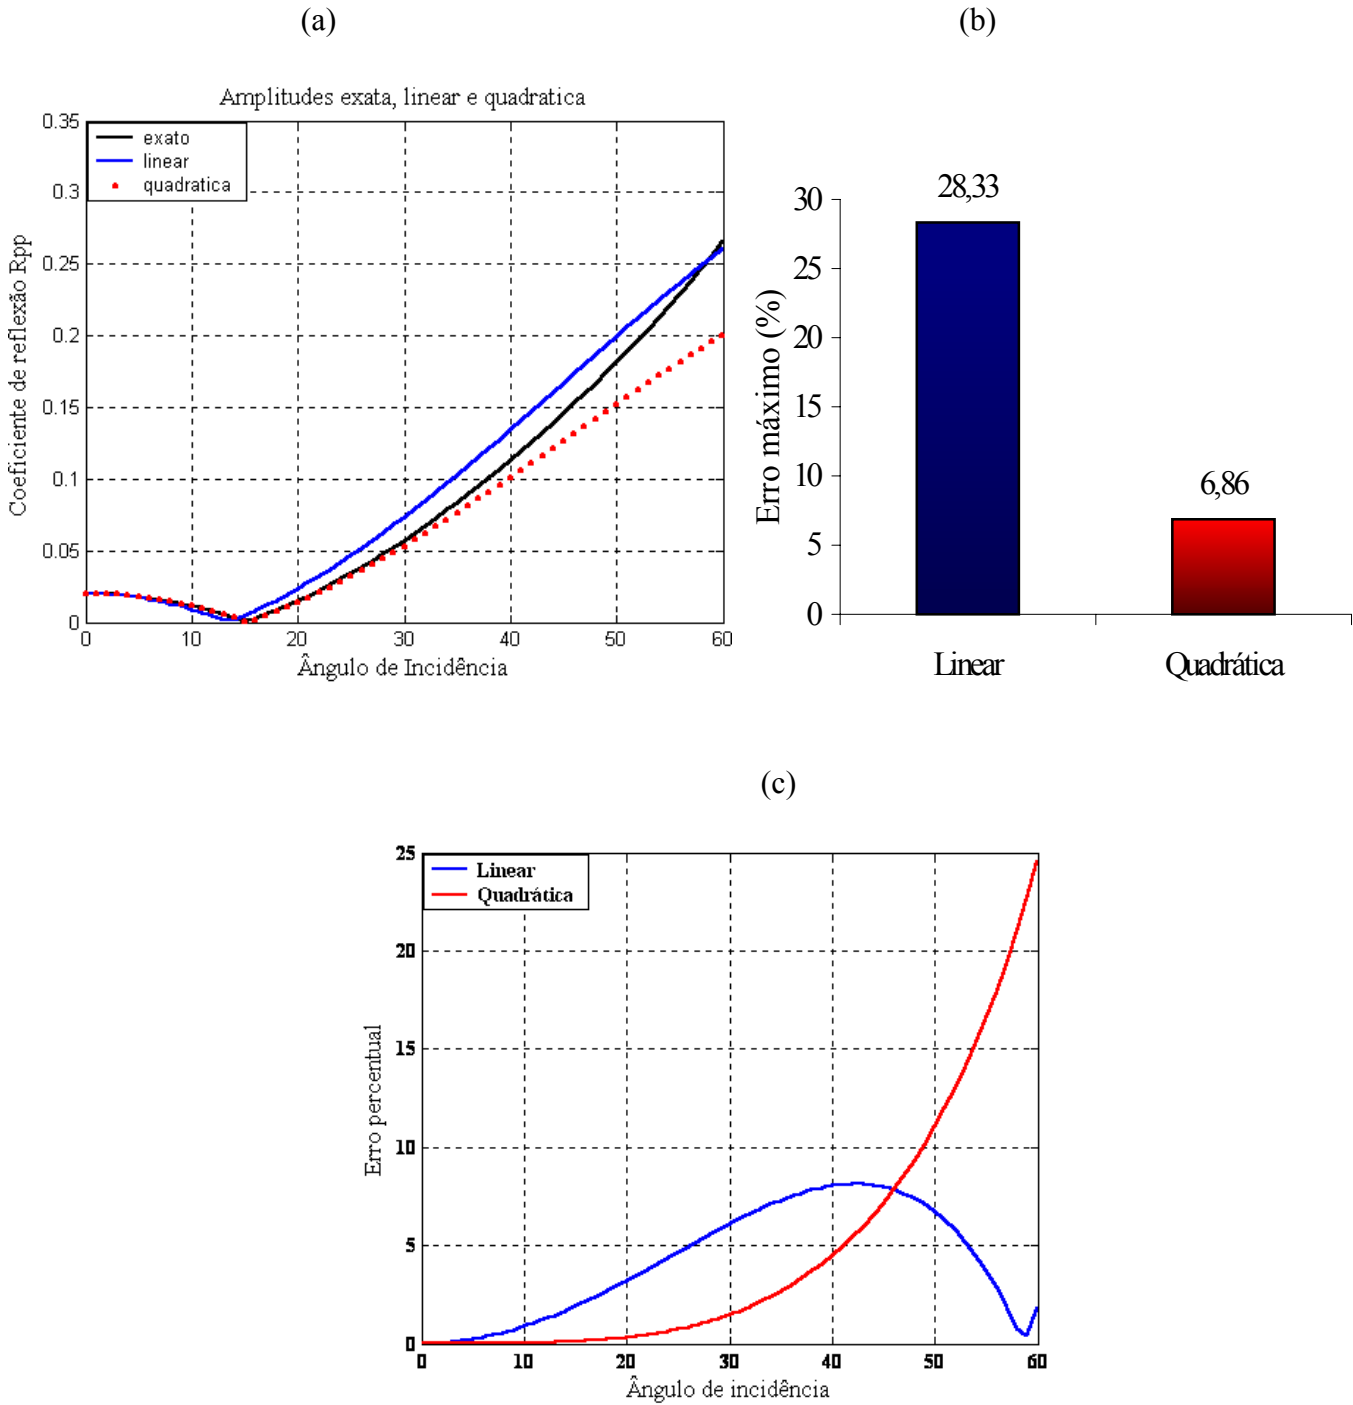 (a)
(b)
Amplitudes exata, linear e quadratica
exato
linear
quadratica
0.35
0.3
0.25
0.2
0.15
0.1
0.05
0
0 10 20 30 40 50 60
Coeficiente de reflexão Rpp
Ângulo de Incidência
28,33
6,86
30
25
20
15
10
5
0
Erro máximo (%)
Linear
Quadrática
(c)
Linear
Quadrática
25
20
15
10
5
0
0 10 20 30 40 50 60
Erro percentual
Ângulo de incidência